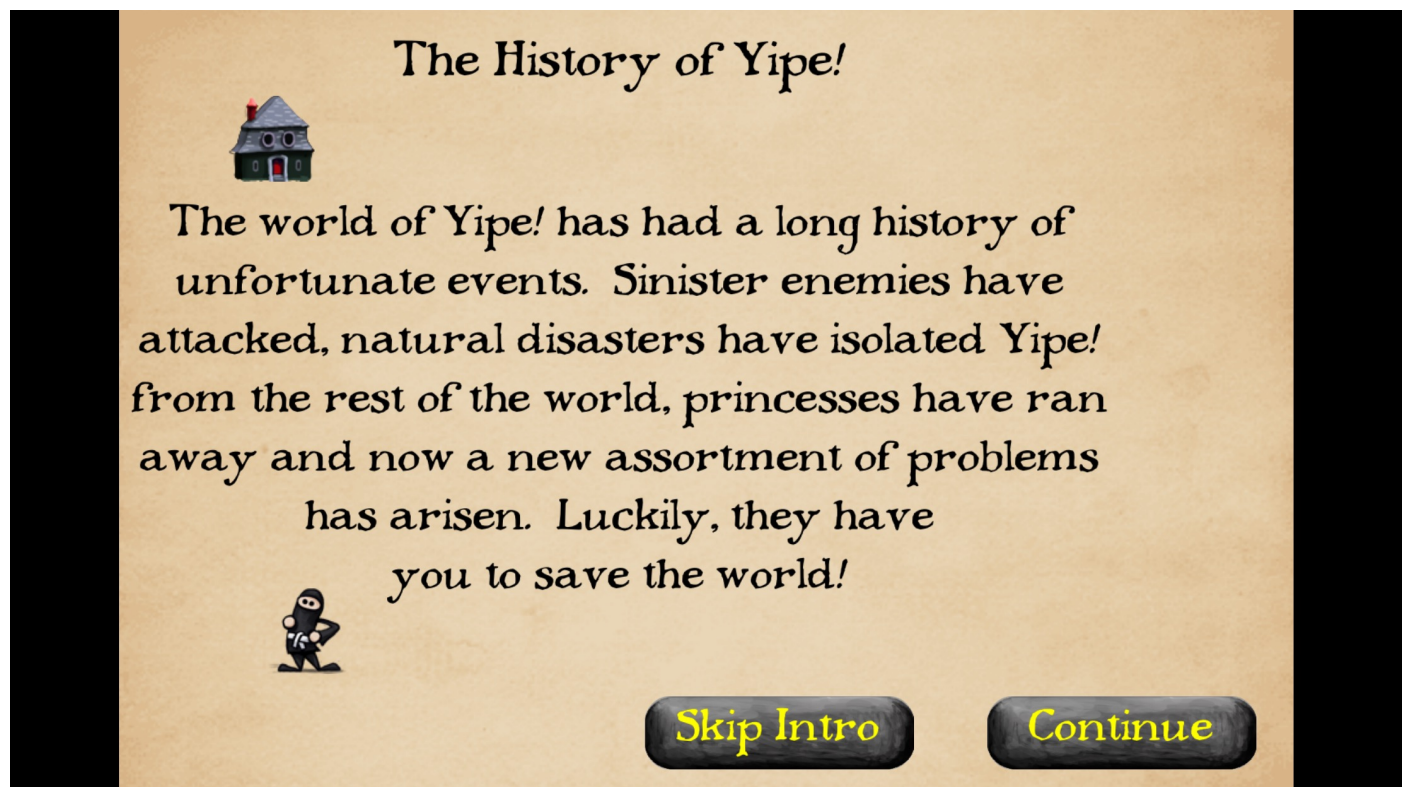 The History of Yipe!
The world of Yipe! has had a long history of
unfortunate events.  Sinister enemies have
attacked, natural disasters have isolated Yipe!
from the rest of the world, princesses have ran
away and now a new assortment of problems
has arisen.  Luckily, they have
you to save the world!
Skip Intro
Continue